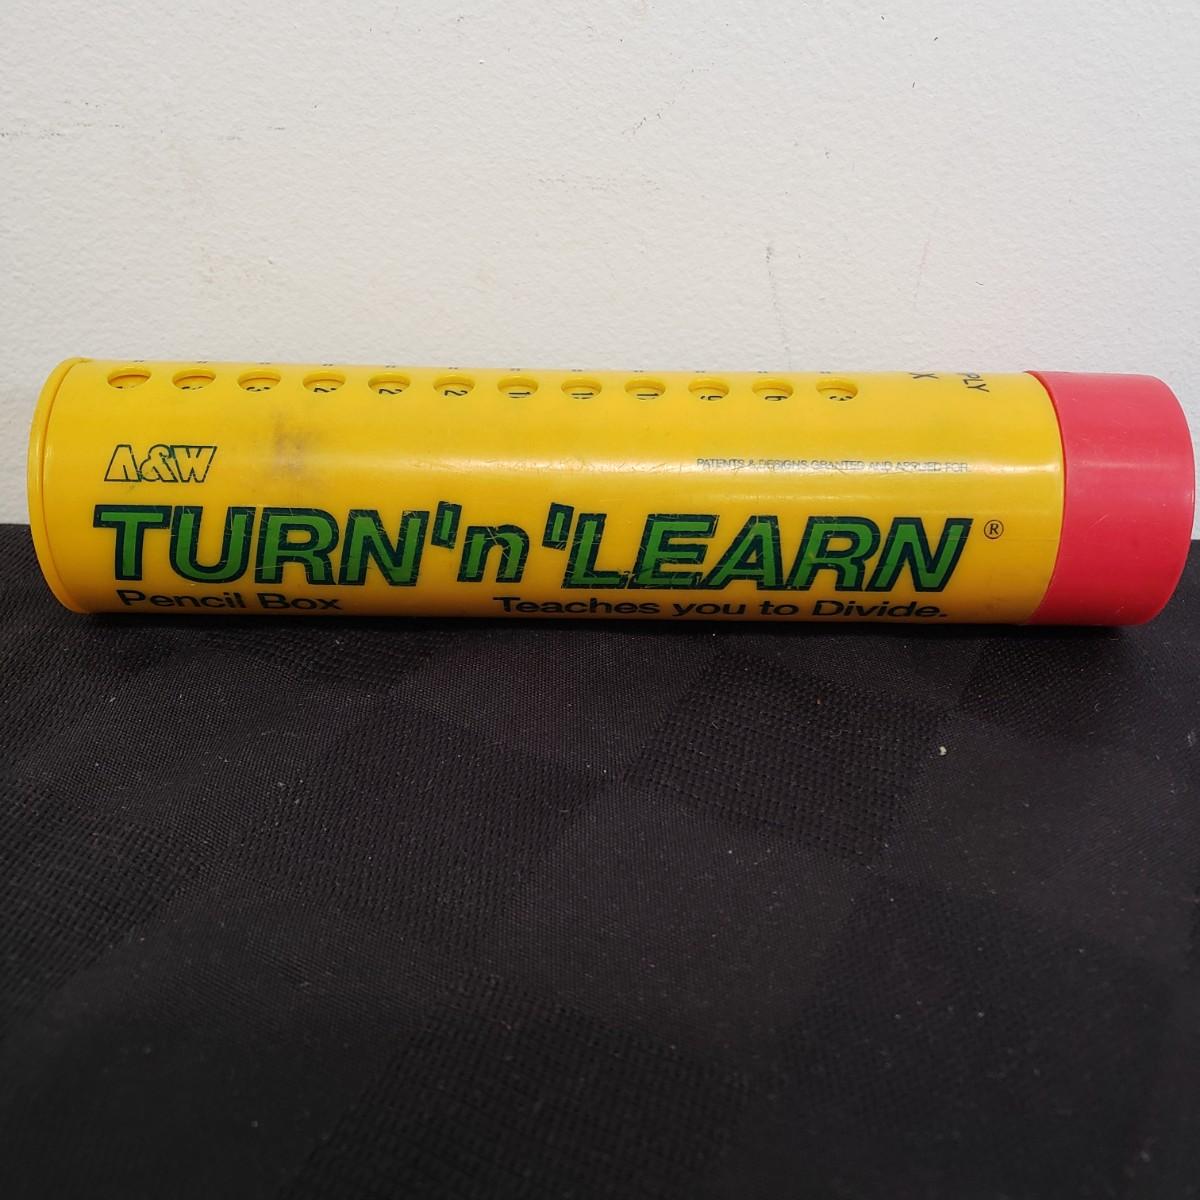 A&W
PATENTS & DESIGNS GRANTED AND APPLIED FOR.
TURN'n'LEARN®
Pencil Box Teaches you to Divide.